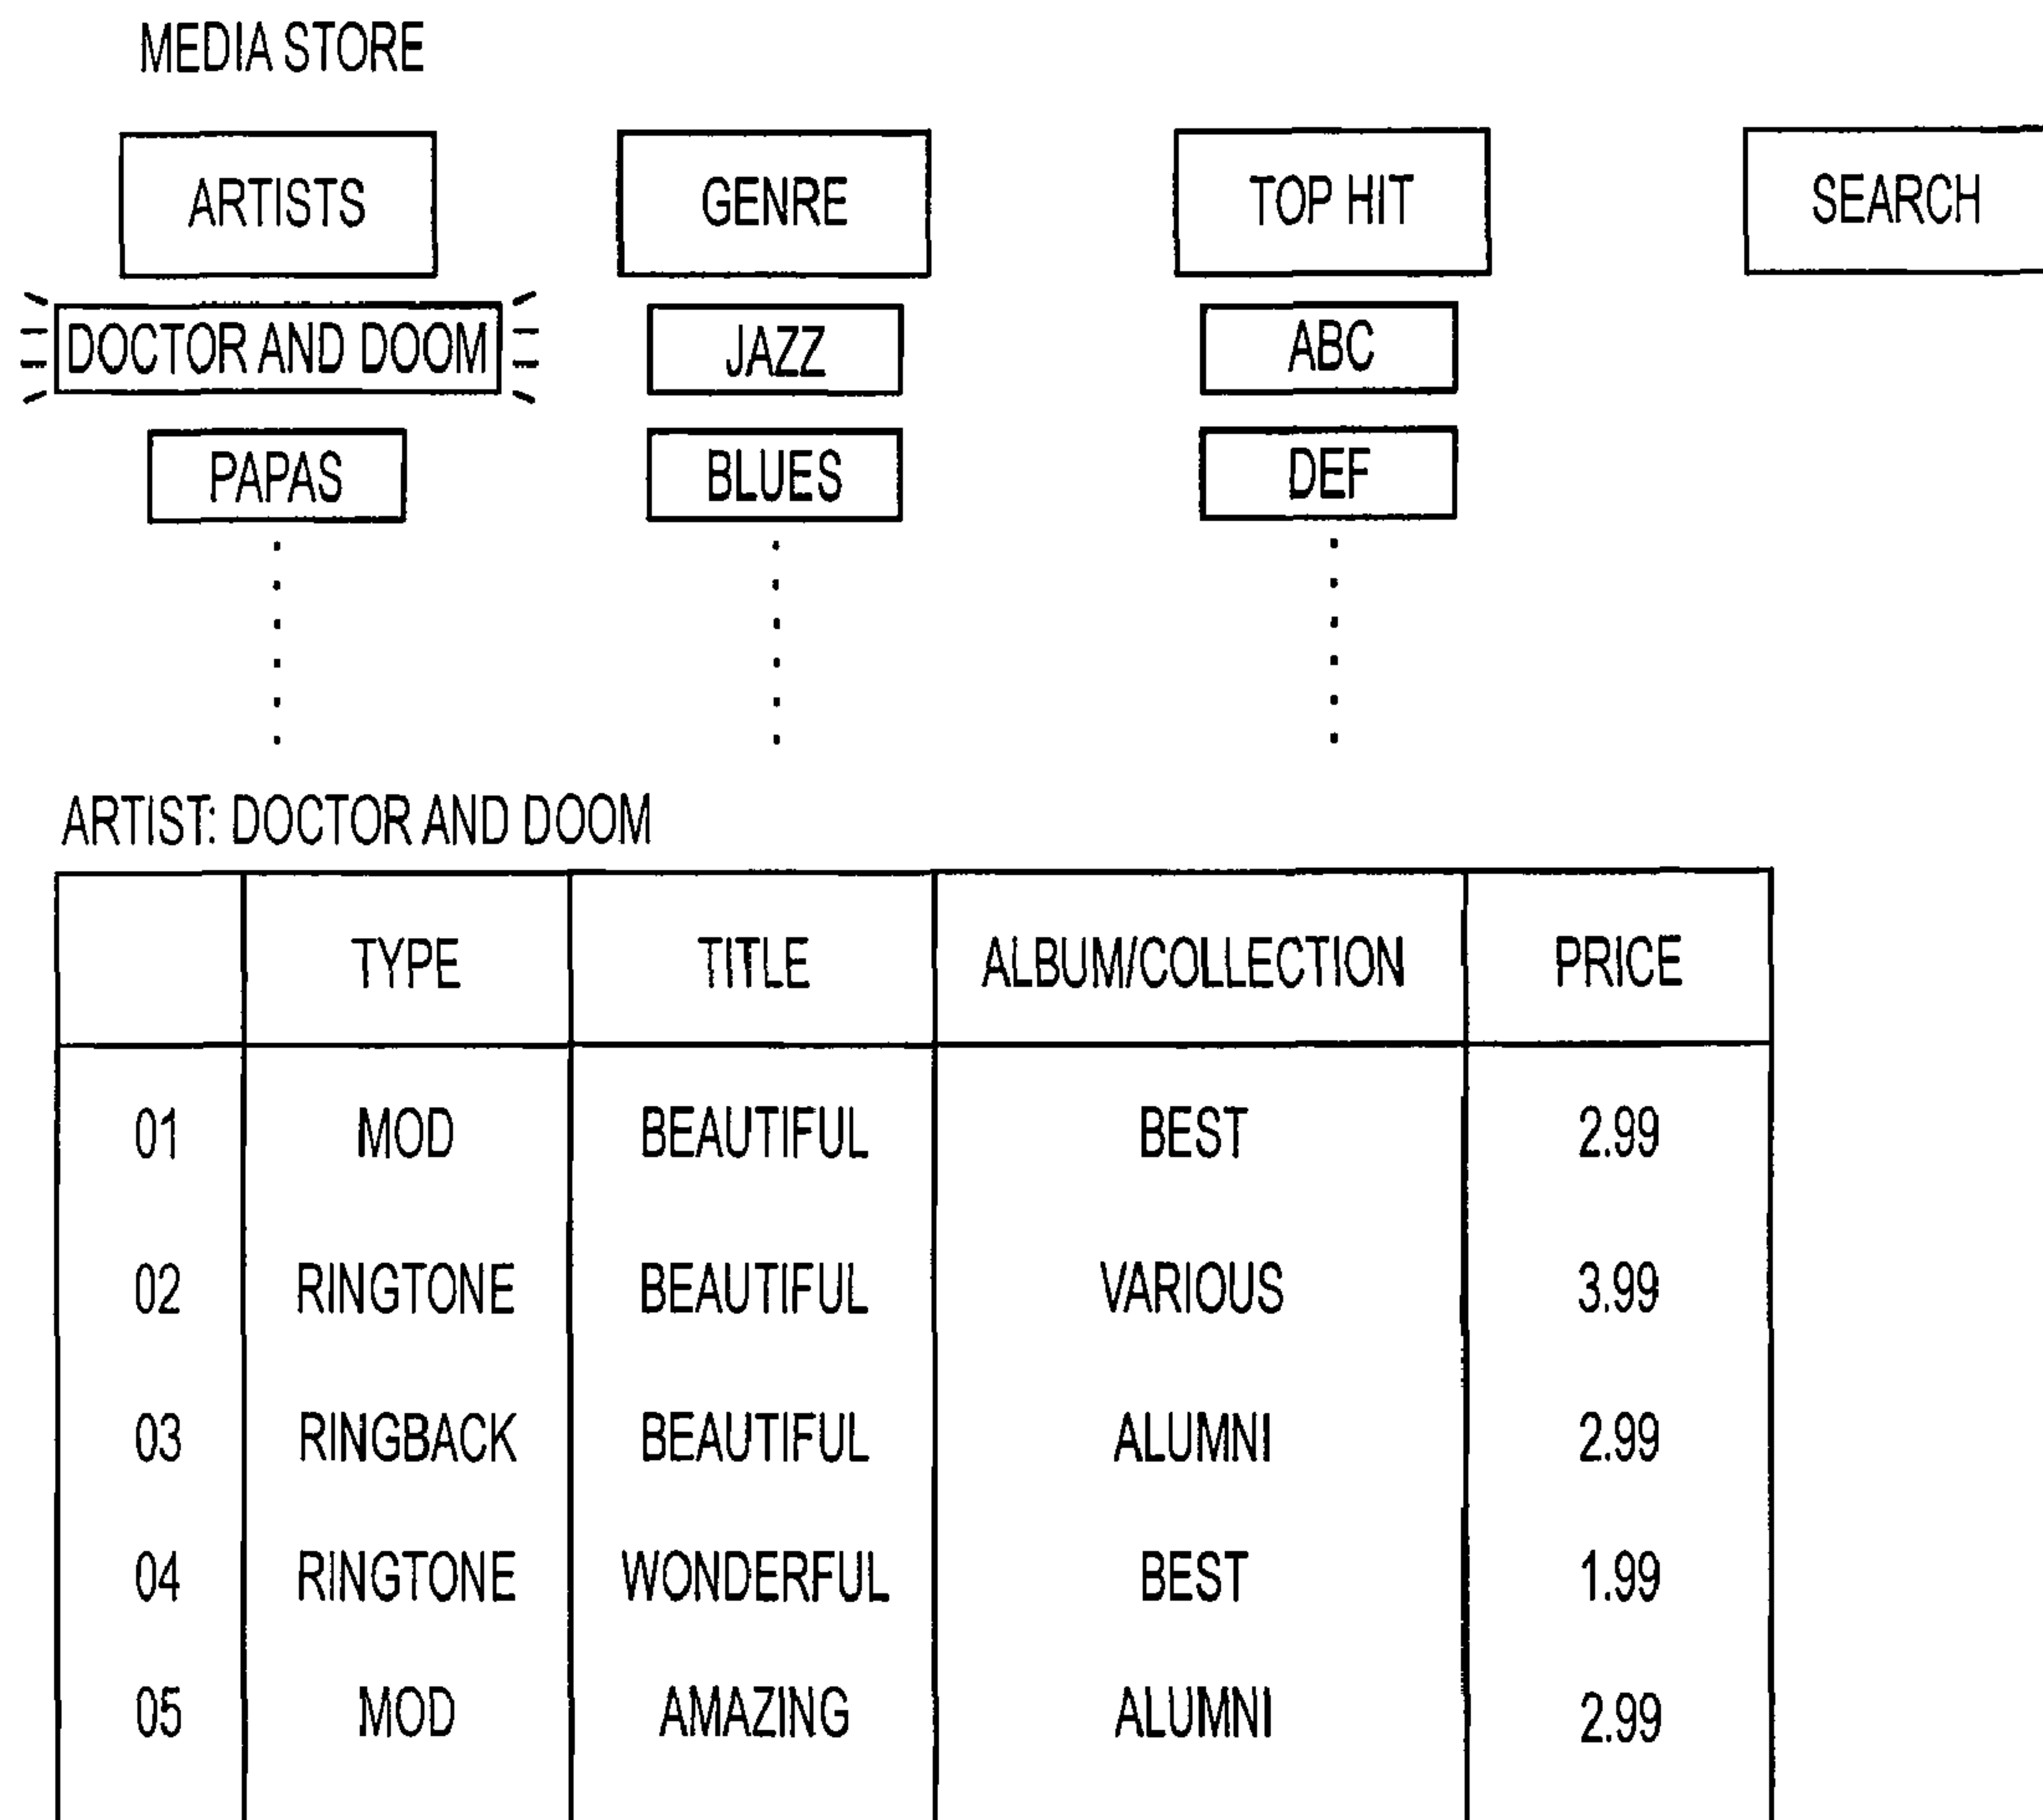 MEDIA STORE
ARTISTS GENRE TOP HIT SEARCH
DOCTOR AND DOOM JAZZ ABC
PAPAS BLUES DEF
ARTIST: DOCTOR AND DOOM
TYPE TITLE ALBUM/COLLECTION PRICE
01 MOD BEAUTIFUL BEST 2.99
02 RINGTONE BEAUTIFUL VARIOUS 3.99
03 RINGBACK BEAUTIFUL ALUMNI 2.99
04 RINGTONE WONDERFUL BEST 1.99
05 MOD AMAZING ALUMNI 2.99